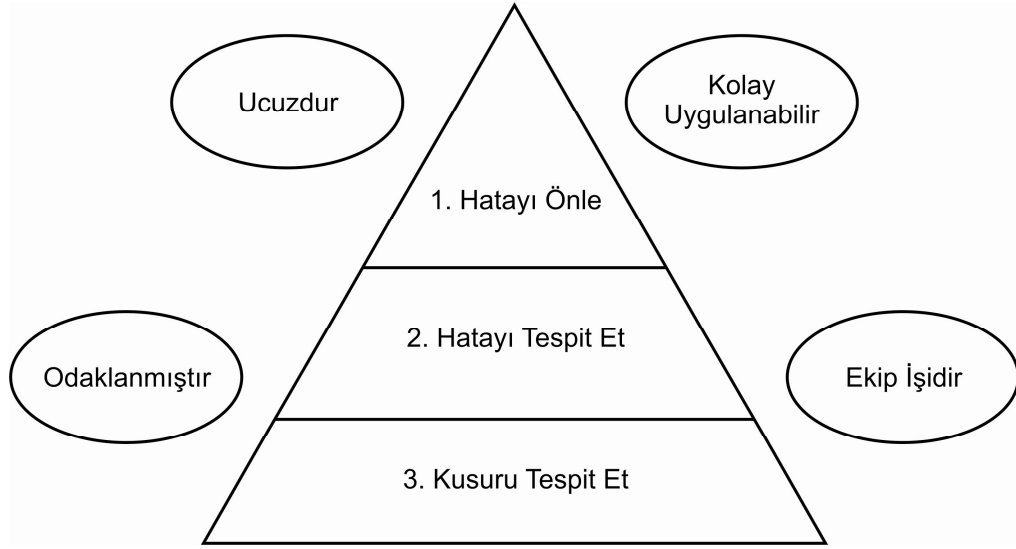 Ucuzdur
Kolay
Uygulanabilir
1. Hatayı Önle
2. Hatayı Tespit Et
Odaklanmıştır
Ekip İşidir
3. Kusuru Tespit Et